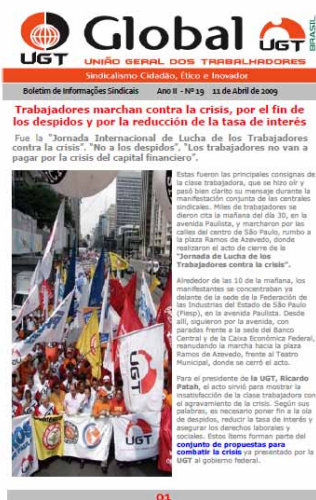 Global
UGT
UGT
BRASIL
UNIÃO GERAL DOS TRABALHADORES
Sindicalismo Cidadão, Ético e Inovador
Boletim de Informações Sindicais Ano II - Nº 19 11 de Abril de 2009
Trabajadores marchan contra la crisis, por el fin de
los despidos y por la reducción de la tasa de interés
Fue la "Jornada Internacional de Lucha de los Trabajadores
contra la crisis". "No a los despidos". "Los trabajadores no van a
pagar por la crisis del capital financiero".
Estas fueron las principales consignas de
la clase trabajadora, que se hizo oír y
pasó bien clarito su mensaje durante la
manifestación conjunta de las centrales
sindicales. Miles de trabajadores se
dieron cita la mañana del día 30, en la
avenida Paulista, y marcharon por las
calles del centro de São Paulo, rumbo a
la plaza Ramos de Azevedo, donde
realizaron el acto de cierre de la
"Jornada de Lucha de los
Trabajadores contra la crisis".
Alrededor de las 10 de la mañana, los
manifestantes se concentraban ya
delante de la sede de la Federación de
las Industrias del Estado de São Paulo
(Fiesp), en la avenida Paulista. Desde
allí, siguieron por la avenida, con
paradas frente a la sede del Banco
Central y de la Caixa Econômica Federal,
reanudando la marcha hacia la plaza
Ramos de Azevedo, frente al Teatro
Municipal, donde se cerró el acto.
Para el presidente de la UGT, Ricardo
Patah, el acto sirvió para mostrar la
insatisfacción de la clase trabajadora con
el agravamiento de la crisis. Según sus
palabras, es necesario poner fin a la ola
de despidos, reducir la tasa de interés y
asegurar los derechos laborales y
sociales. Estos ítems forman parte del
conjunto de propuestas para
combatir la crisis ya presentado por la
UGT al gobierno federal.
UGT
UGT
01